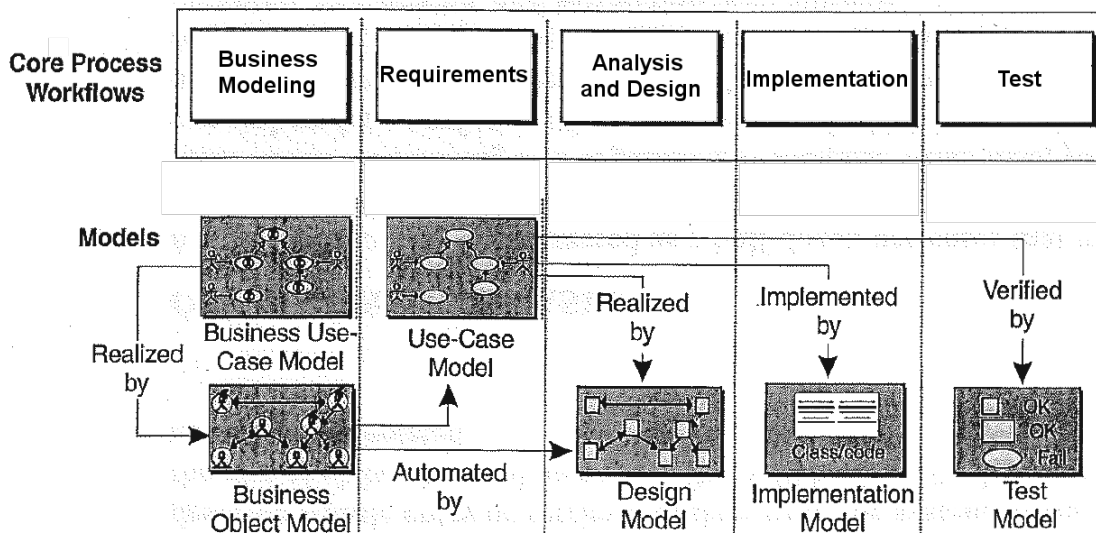 Core Process
Workflows
Business
Modeling
Requirements
Analysis
and Design
Implementation
Test
Models
Realized
by
Business Use-
Case Model
Use-Case
Model
Realized
by
Implemented
by
Verified
by
Business
Object Model
Automated
by
Design
Model
Class/code
Implementation
Model
OK
OK
Fail
Test
Model